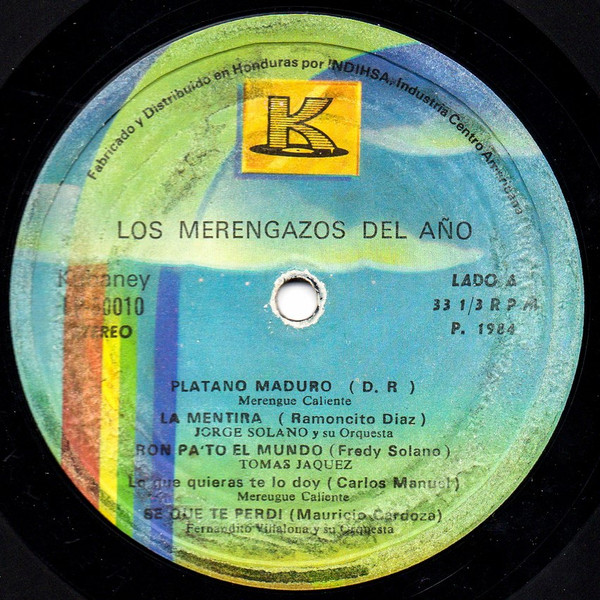 Fabricado y Distribuido en Honduras por INDIHSA, Industria Centro Americana
K
LOS MERENGAZOS DEL AÑO
LADO A
0010
33 1/3 R P M
STEREO
P. 1984
PLATANO MADURO ( D. R )
Merengue Caliente
LA MENTIRA ( Ramoncito Diaz )
JORGE SOLANO y su Orquesta
RON PA'TO EL MUNDO (Fredy Solano)
TOMAS JAQUEZ
Lo que quieras te lo doy ( Carlos Manuel )
Merengue Caliente
SE QUE TE PERDI (Mauricio Cardoza)
Fernandito Villalona y su Orquesta